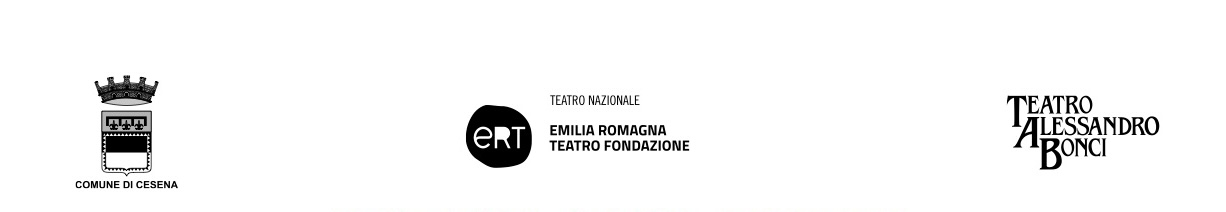 COMUNE DI CESENA
eRT
TEATRO NAZIONALE
EMILIA ROMAGNA
TEATRO FONDAZIONE
TEATRO
ALESSANDRO
BONCI